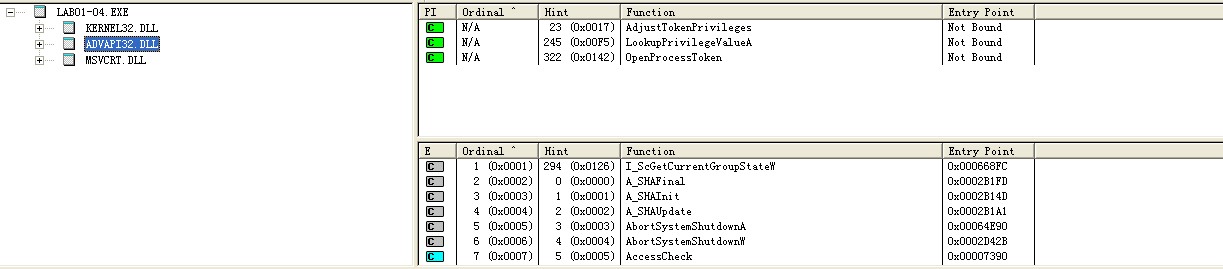 LAB01-04.EXE
KERNEL32.DLL
ADVAPI32.DLL
MSVCRT.DLL
PI Ordinal ^ Hint Function Entry Point
C N/A 23 (0x0017) AdjustTokenPrivileges Not Bound
C N/A 245 (0x00F5) LookupPrivilegeValueA Not Bound
C N/A 322 (0x0142) OpenProcessToken Not Bound
E Ordinal ^ Hint Function Entry Point
C 1 (0x0001) 294 (0x0126) I_ScGetCurrentGroupStateW 0x000668FC
C 2 (0x0002) 0 (0x0000) A_SHAFinal 0x0002B1FD
C 3 (0x0003) 1 (0x0001) A_SHAInit 0x0002B14D
C 4 (0x0004) 2 (0x0002) A_SHAUpdate 0x0002B1A1
C 5 (0x0005) 3 (0x0003) AbortSystemShutdownA 0x00064E90
C 6 (0x0006) 4 (0x0004) AbortSystemShutdownW 0x0002D42B
C 7 (0x0007) 5 (0x0005) AccessCheck 0x00007390